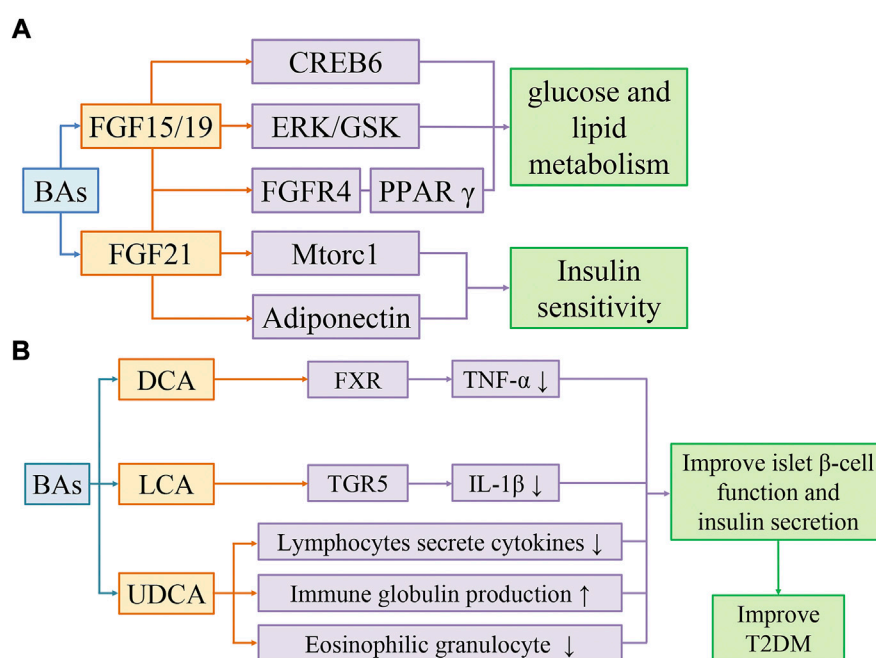 A
CREB6
glucose and
lipid
metabolism
FGF15/19
ERK/GSK
BAs
FGFR4
PPAR γ
FGF21
Mtorc1
Insulin
sensitivity
Adiponectin
B
DCA
FXR
TNF-α ↓
BAs
LCA
TGR5
IL-1β ↓
Improve islet β-cell
function and
insulin secretion
Lymphocytes secrete cytokines ↓
UDCA
Immune globulin production ↑
Eosinophilic granulocyte ↓
Improve
T2DM